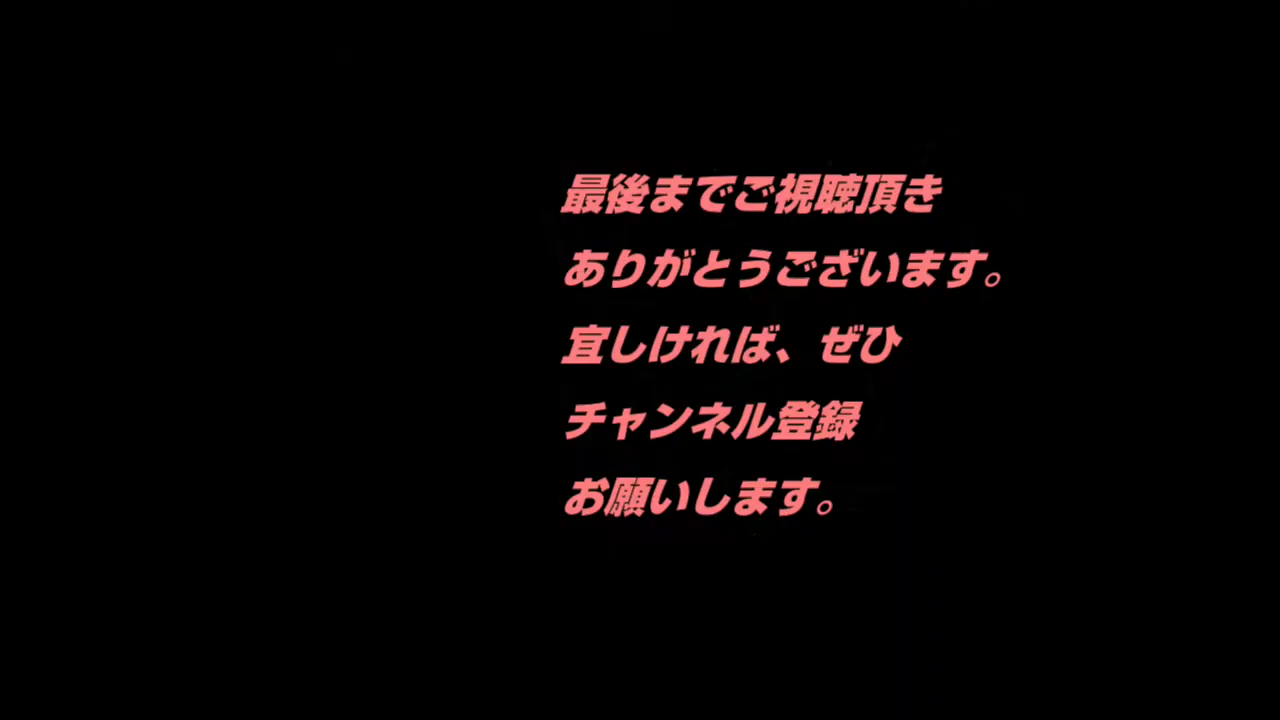 最後までご視聴頂き
ありがとうございます。
宜しければ、ぜひ
チャンネル登録
お願いします。